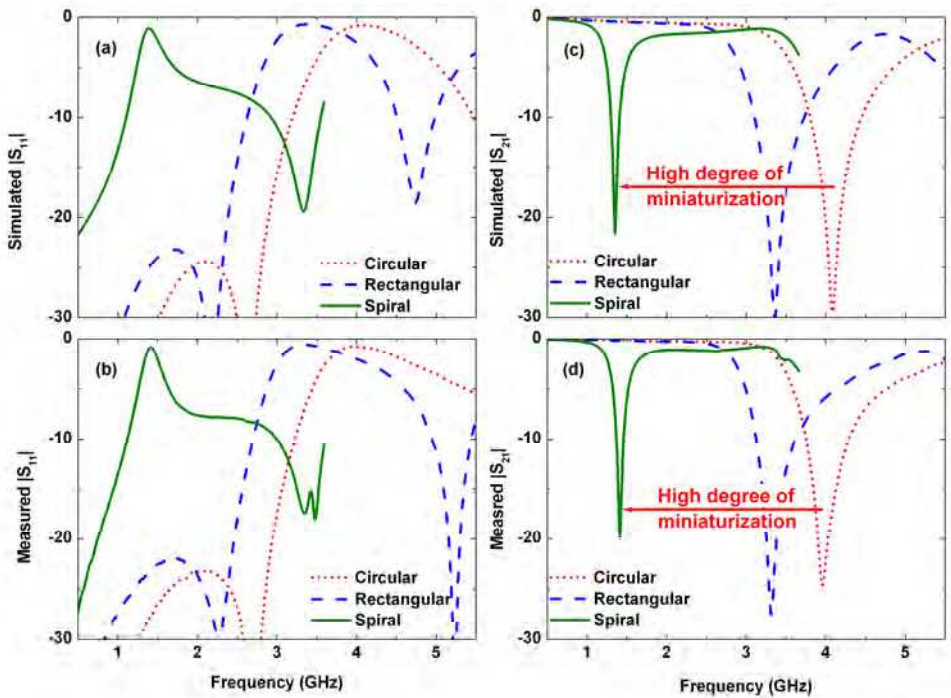 (a)
Simulated |S11|
0
-10
-20
-30
Circular
Rectangular
Spiral
(c)
Simulated |S21|
0
-10
-20
-30
High degree of
miniaturization
Circular
Rectangular
Spiral
(b)
Measured |S11|
0
-10
-20
-30
Circular
Rectangular
Spiral
1 2 3 4 5
Frequency (GHz)
(d)
Measred |S21|
0
-10
-20
-30
High degree of
miniaturization
Circular
Rectangular
Spiral
1 2 3 4 5
Frequency (GHz)